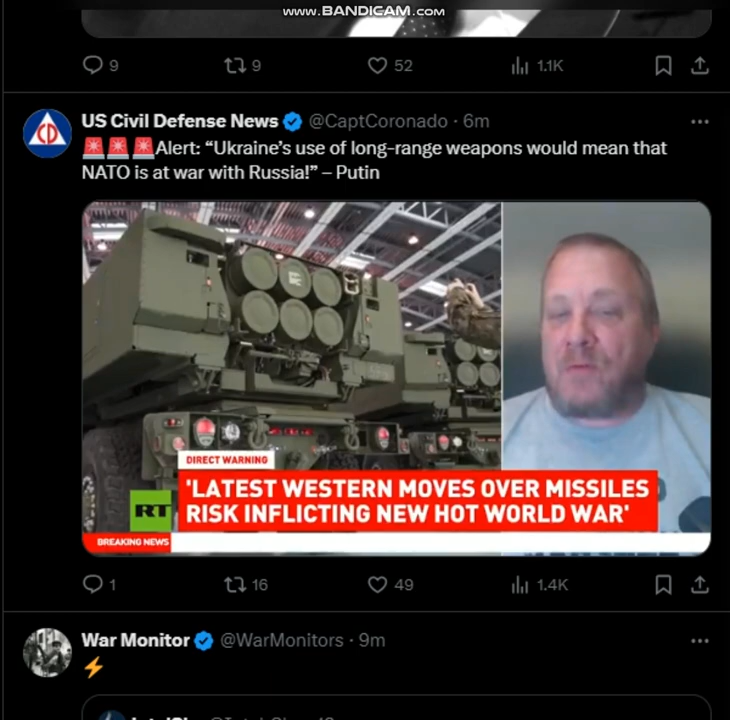 WWW.BANDICAM.COM
9 9 52 1.1K
US Civil Defense News @CaptCoronado · 6m
🚨🚨🚨Alert: “Ukraine’s use of long-range weapons would mean that
NATO is at war with Russia!” – Putin
CD
DIRECT WARNING
'LATEST WESTERN MOVES OVER MISSILES
RISK INFLICTING NEW HOT WORLD WAR'
RT
BREAKING NEWS
1 16 49 1.4K
War Monitor @WarMonitors · 9m
⚡